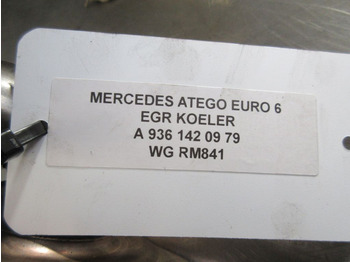 MERCEDES ATEGO EURO 6
EGR KOELER
A 936 142 09 79
WG RM841